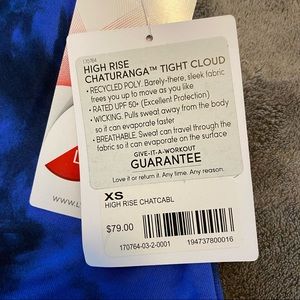 170764
HIGH RISE
CHATURANGA™ TIGHT CLOUD
• RECYCLED POLY. Barely-there, sleek fabric
frees you up to move as you like
• RATED UPF 50+ (Excellent Protection)
• WICKING. Pulls sweat away from the body
so it can evaporate faster
• BREATHABLE. Sweat can travel through the
fabric so it can evaporate on the surface
GIVE-IT-A-WORKOUT
GUARANTEE
Love it or return it. Any time. Any reason.
XS
HIGH RISE CHATCABL
$79.00
170764-03-2-0001
194737800016
WWW.